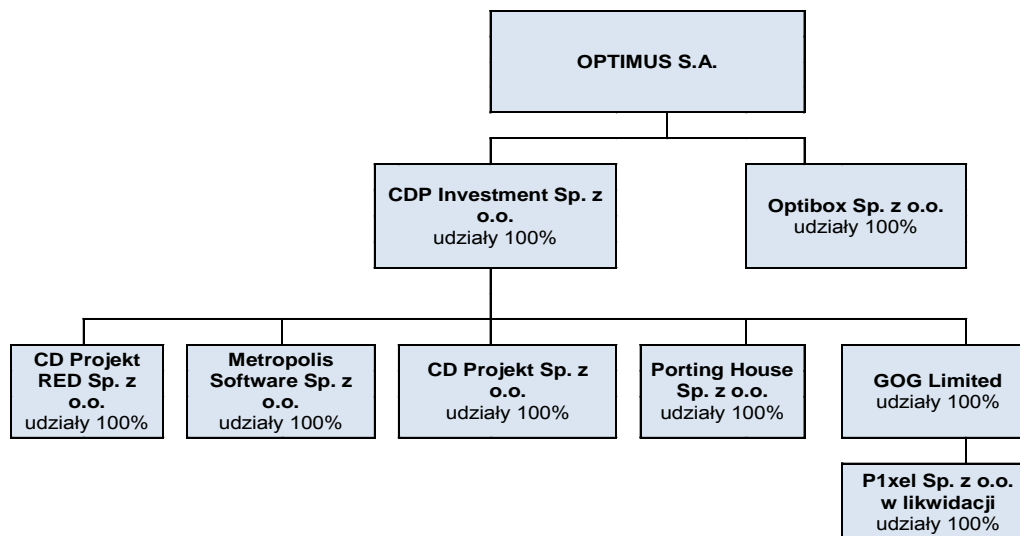 OPTIMUS S.A.
CDP Investment Sp. z
o.o.
udziały 100%
Optibox Sp. z o.o.
udziały 100%
CD Projekt
RED Sp. z
o.o.
udziały 100%
Metropolis
Software Sp. z
o.o.
udziały 100%
CD Projekt Sp. z
o.o.
udziały 100%
Porting House
Sp. z o.o.
udziały 100%
GOG Limited
udziały 100%
P1xel Sp. z o.o.
w likwidacji
udziały 100%